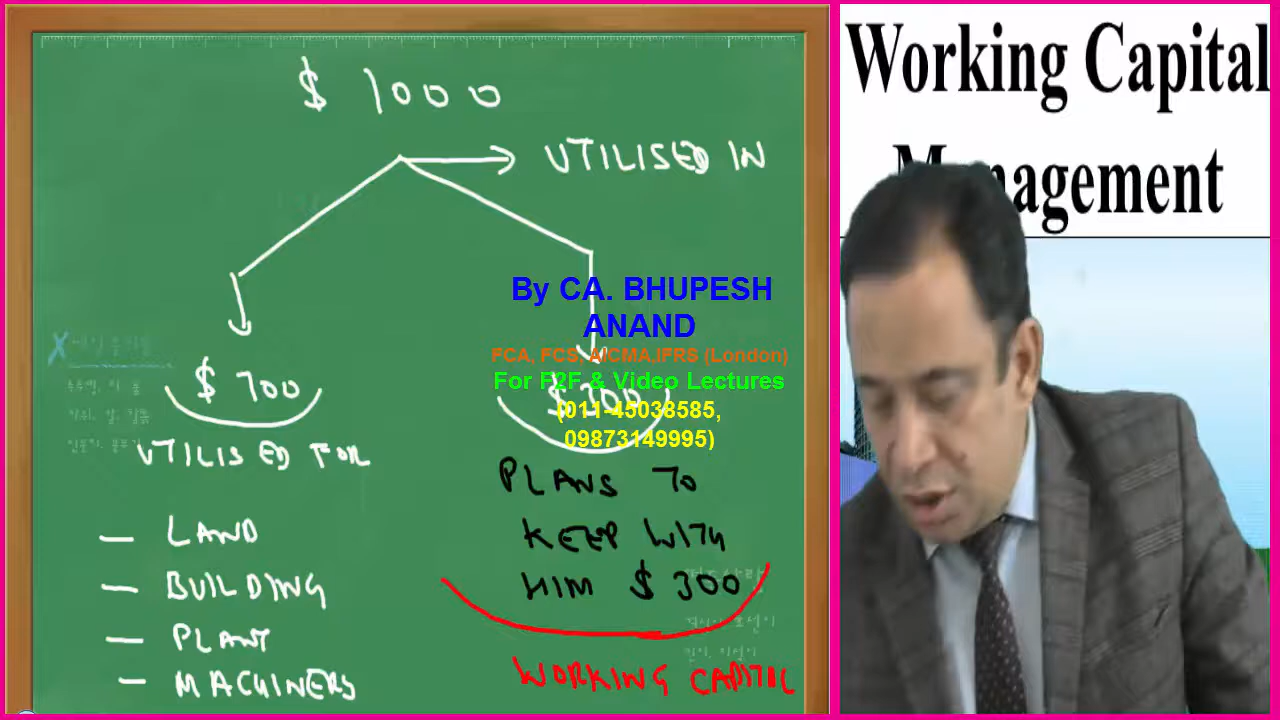 Working Capital
Management
$ 1000
UTILISED IN
By CA. BHUPESH
ANAND
FCA, FCS, AICMA,IFRS (London)
For F2F & Video Lectures
(011-45038585,
09873149995)
$ 700
$ 300
UTILISED FOR
— LAND
— BUILDING
— PLANT
— MACHINERY
PLANS TO
KEEP WITH
HIM $ 300
WORKING CAPITAL